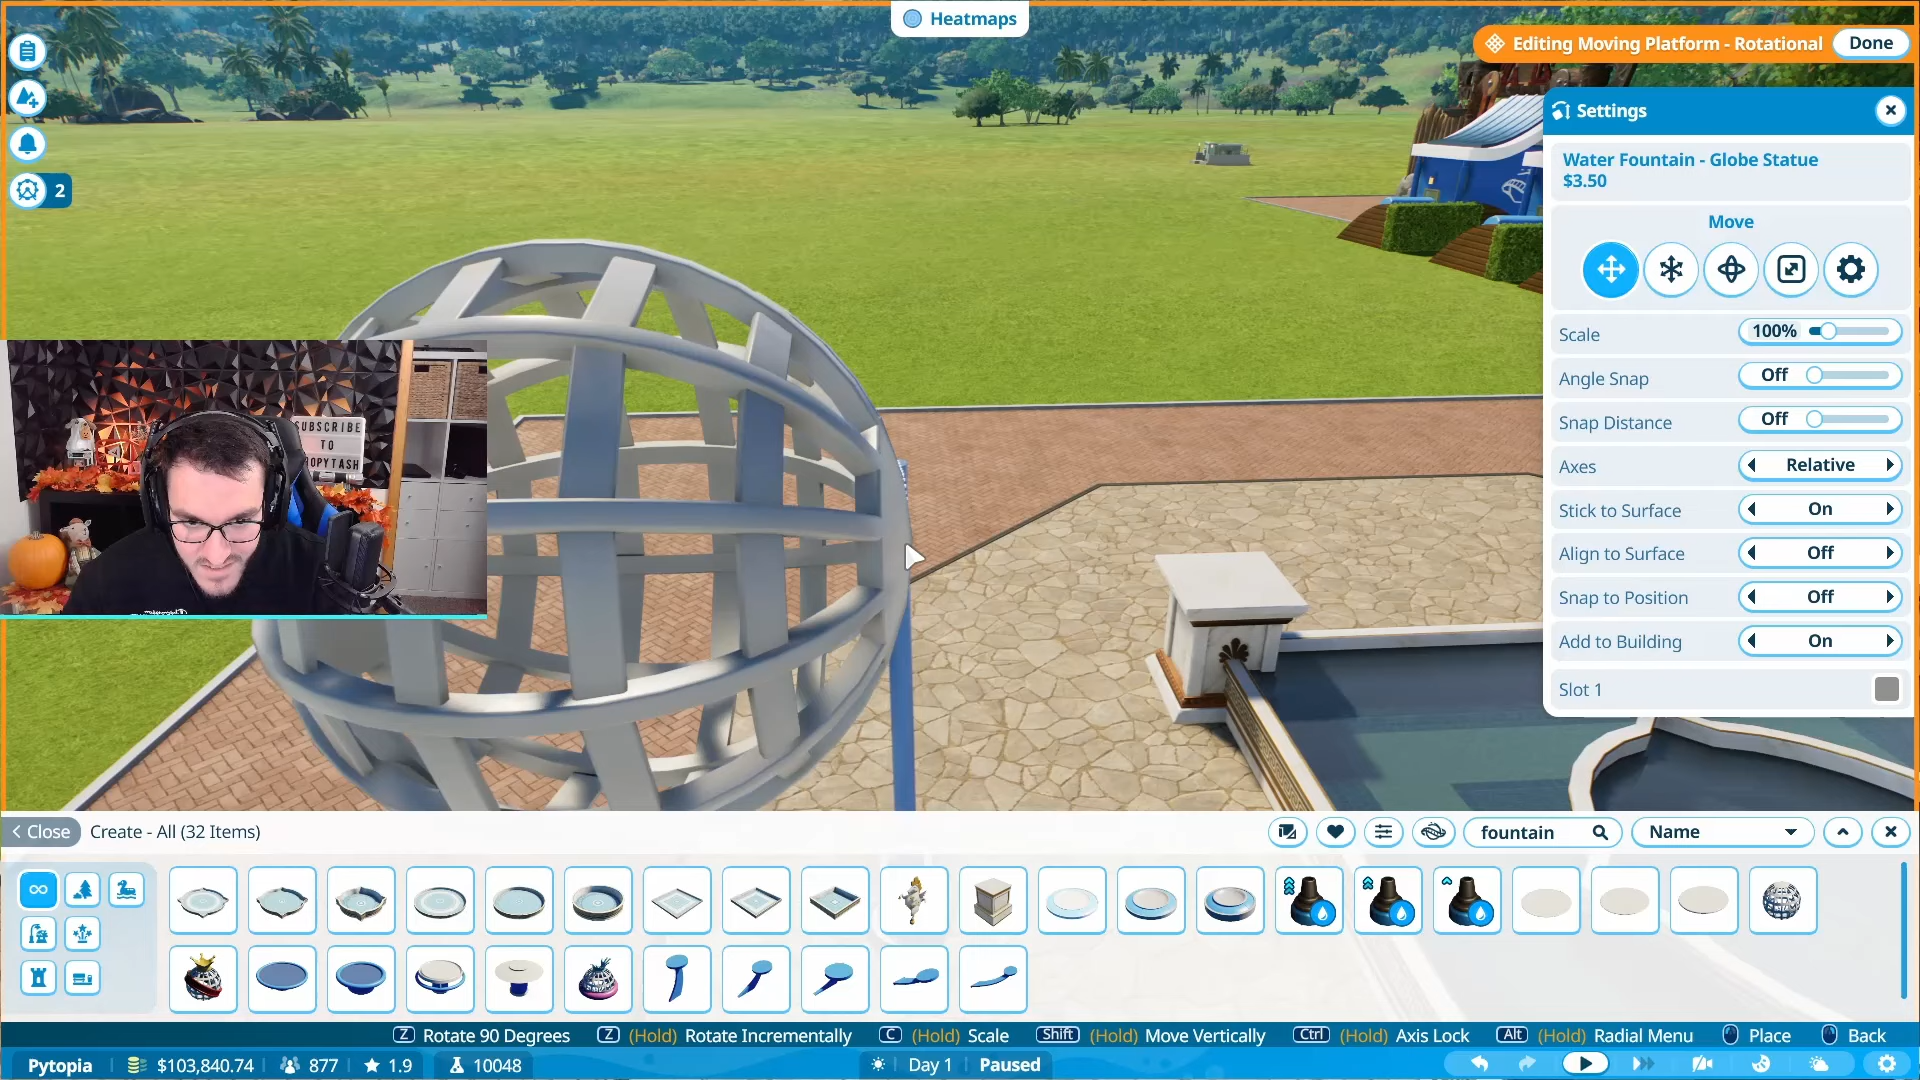 Heatmaps
Editing Moving Platform - Rotational
Done
2
Settings
Water Fountain - Globe Statue
$3.50
Move
Scale
100%
Angle Snap
Off
Snap Distance
Off
Axes
Relative
Stick to Surface
On
Align to Surface
Off
Snap to Position
Off
Add to Building
On
Slot 1
SUBSCRIBE
TO
OPYTASH
Close
Create - All (32 Items)
fountain
Name
Z Rotate 90 Degrees
Z (Hold) Rotate Incrementally
C (Hold) Scale
Shift (Hold) Move Vertically
Ctrl (Hold) Axis Lock
Alt (Hold) Radial Menu
Place
Back
Pytopia
$103,840.74
877
1.9
10048
Day 1
Paused